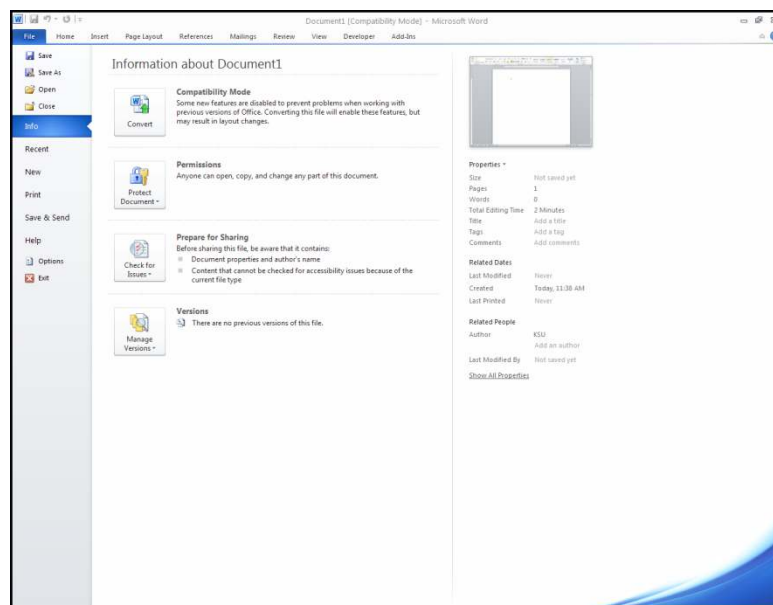 Document1 [Compatibility Mode] - Microsoft Word
File Home Insert Page Layout References Mailings Review View Developer Add-Ins
Save
Save As
Open
Close
Info
Recent
New
Print
Save & Send
Help
Options
Exit
Information about Document1
Convert
Compatibility Mode
Some new features are disabled to prevent problems when working with
previous versions of Office. Converting this file will enable these features, but
may result in layout changes.
Protect
Document
Permissions
Anyone can open, copy, and change any part of this document.
Check for
Issues
Prepare for Sharing
Before sharing this file, be aware that it contains:
Document properties and author's name
Content that cannot be checked for accessibility issues because of the
current file type
Manage
Versions
Versions
There are no previous versions of this file.
Properties
Size Not saved yet
Pages 1
Words 0
Total Editing Time 2 Minutes
Title Add a title
Tags Add a tag
Comments Add comments
Related Dates
Last Modified Never
Created Today, 11:38 AM
Last Printed Never
Related People
Author KSU
Add an author
Last Modified By Not saved yet
Show All Properties